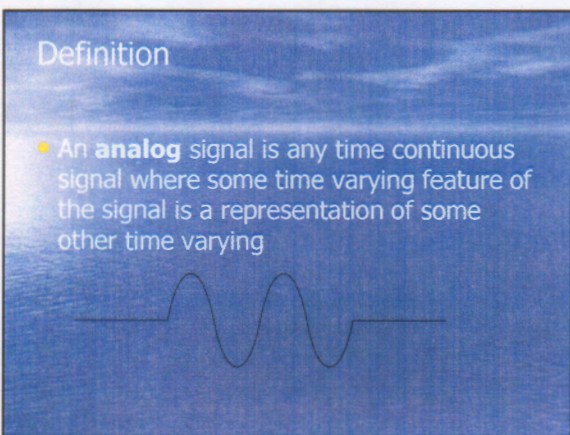 Definition
An analog signal is any time continuous
signal where some time varying feature of
the signal is a representation of some
other time varying